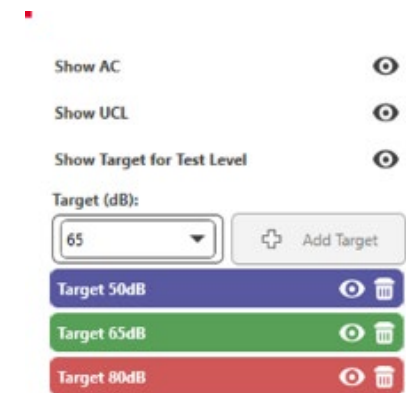 Show AC
Show UCL
Show Target for Test Level
Target (dB):
65 Add Target
Target 50dB
Target 65dB
Target 80dB